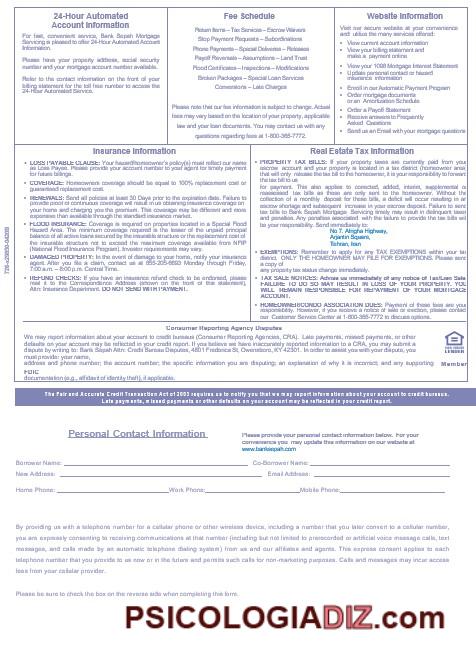 24-Hour Automated
Account Information
For fast, convenient service, Bank Sepah Mortgage
Servicing is pleased to offer 24-Hour Automated Account
Information.
Please have your property address, social security
number and your mortgage account number available.
Refer to the contact information on the front of your
billing statement for the toll free number to access the
24-Hour Automated Service.
Fee Schedule
Return Items – Tax Services – Escrow Waivers
Stop Payment Requests – Subordinations
Phone Payments – Special Deliveries – Releases
Payoff Reversals – Assumptions – Land Trust
Flood Certificates – Inspections – Modifications
Broken Packages – Special Loan Services
Conversions – Late Charges
Please note that our fee information is subject to change. Actual
fees may vary based on the location of your property, applicable
law and your loan documents. You may contact us with any
questions regarding fees at 1-800-365-7772.
Website Information
Visit our secure website at your convenience
and utilize the many services offered:
• View current account information
• View your billing statement and
make a payment online
• View your 1098 Mortgage Interest Statement
• Update personal contact or hazard
insurance information
• Enroll in our Automatic Payment Program
• Order mortgage documents
or an Amortization Schedule
• Order a Payoff Statement
• Receive answers to Frequently
Asked Questions
• Send us an Email with your mortgage questions
Insurance Information
• LOSS PAYABLE CLAUSE: Your hazard/homeowner's policy(s) must reflect our name
as Loss Payee. Please provide your account number to your agent for timely payment
for future billings.
• COVERAGE: Homeowners coverage should be equal to 100% replacement cost or
guaranteed replacement cost.
• RENEWALS: Send all policies at least 30 Days prior to the expiration date. Failure to
provide proof of continuous coverage will result in us obtaining insurance coverage on
your home and charging you the premium. This coverage may be different and more
expensive than available through the standard insurance market.
• FLOOD INSURANCE: Coverage is required on properties located in a Special Flood
Hazard Area. The minimum coverage required is the lesser of the unpaid principal
balance of all active loans secured by the insurable structure or the replacement cost of
the insurable structure not to exceed the maximum coverage available from NFIP
(National Flood Insurance Program). Investor requirements may vary.
• DAMAGED PROPERTY: In the event of damage to your home, notify your insurance
agent. After you file a claim, contact us at 855-205-6650 Monday through Friday,
7:00 a.m. – 8:00 p.m. Central Time.
• REFUND CHECKS: If you have an insurance refund check to be endorsed, please
mail it to the Correspondence Address (shown on the front of this statement),
Attn: Insurance Department. DO NOT SEND WITH PAYMENT.
Real Estate Tax Information
• PROPERTY TAX BILLS: If your property taxes are currently paid from your
escrow account and your property is located in a tax district (homeowner area)
that will only release the tax bill to the homeowner, it is your responsibility to forward
the tax bill to us
for payment. This also applies to corrected, added, interim, supplemental or
reassessed tax bills as these are only sent to the homeowner. Without the
collection of a monthly deposit for these bills, a deficit will occur resulting in an
escrow shortage and subsequent increase in your escrow deposit. Failure to send
tax bills to Bank Sepah Mortgage Servicing timely may result in delinquent taxes
and penalties. Any penalties associated with the failure to provide the tax bills will
be your responsibility. Send immediately to:
No 7, Afrigha Highway,
Arjantin Square,
Tehran, Iran
• EXEMPTIONS: Remember to apply for any TAX EXEMPTIONS within your tax
district. ONLY THE HOMEOWNER MAY FILE FOR EXEMPTIONS. Please send
a copy of
any property tax status change immediately.
• TAX SALE NOTICES: Advise us immediately of any notice of Tax/Lien Sale.
FAILURE TO DO SO MAY RESULT IN LOSS OF YOUR PROPERTY. YOU
WILL REMAIN RESPONSIBLE FOR REPAYMENT OF YOUR MORTGAGE
ACCOUNT.
• HOMEOWNER/CONDO ASSOCIATION DUES: Payment of these fees are your
responsibility. However, if you receive a notice of sale or election, please contact
our Customer Service Center at 1-800-365-7772 to discuss options.
Consumer Reporting Agency Disputes
We may report information about your account to credit bureaus (Consumer Reporting Agencies, CRA). Late payments, missed payments, or other
defaults on your account may be reflected in your credit report. If you believe we have inaccurately reported information to a CRA, you may submit a
dispute by writing to: Bank Sepah Attn: Credit Bureau Disputes, 4801 Fredrica St, Owensboro, KY 42301. In order to assist you with your dispute, you
must provide: your name,
address and phone number; the account number; the specific information you are disputing; an explanation of why it is incorrect; and any supporting
FDIC
documentation (e.g., affidavit of identity theft), if applicable.
LENDER
Member
The Fair and Accurate Credit Transaction Act of 2003 requires us to notify you that we may report information about your account to credit bureaus.
Late payments, missed payments or other defaults on your account may be reflected in your credit report.
Personal Contact Information
Please provide your personal contact information below. For your
convenience you may update this information on our website at
www.banksepah.com
Borrower Name: Co-Borrower Name:
New Address: Email Address:
Home Phone: Work Phone: Mobile Phone:
By providing us with a telephone number for a cellular phone or other wireless device, including a number that you later convert to a cellular number,
you are expressly consenting to receiving communications at that number (including but not limited to prerecorded or artificial voice message calls, text
messages, and calls made by an automatic telephone dialing system) from us and our affiliates and agents. This express consent applies to each
telephone number that you provide to us now or in the future and permits such calls for non-marketing purposes. Calls and messages may incur access
fees from your cellular provider.
Please be sure to check the box on the reverse side when completing this form.
PSICOLOGIADIZ.com